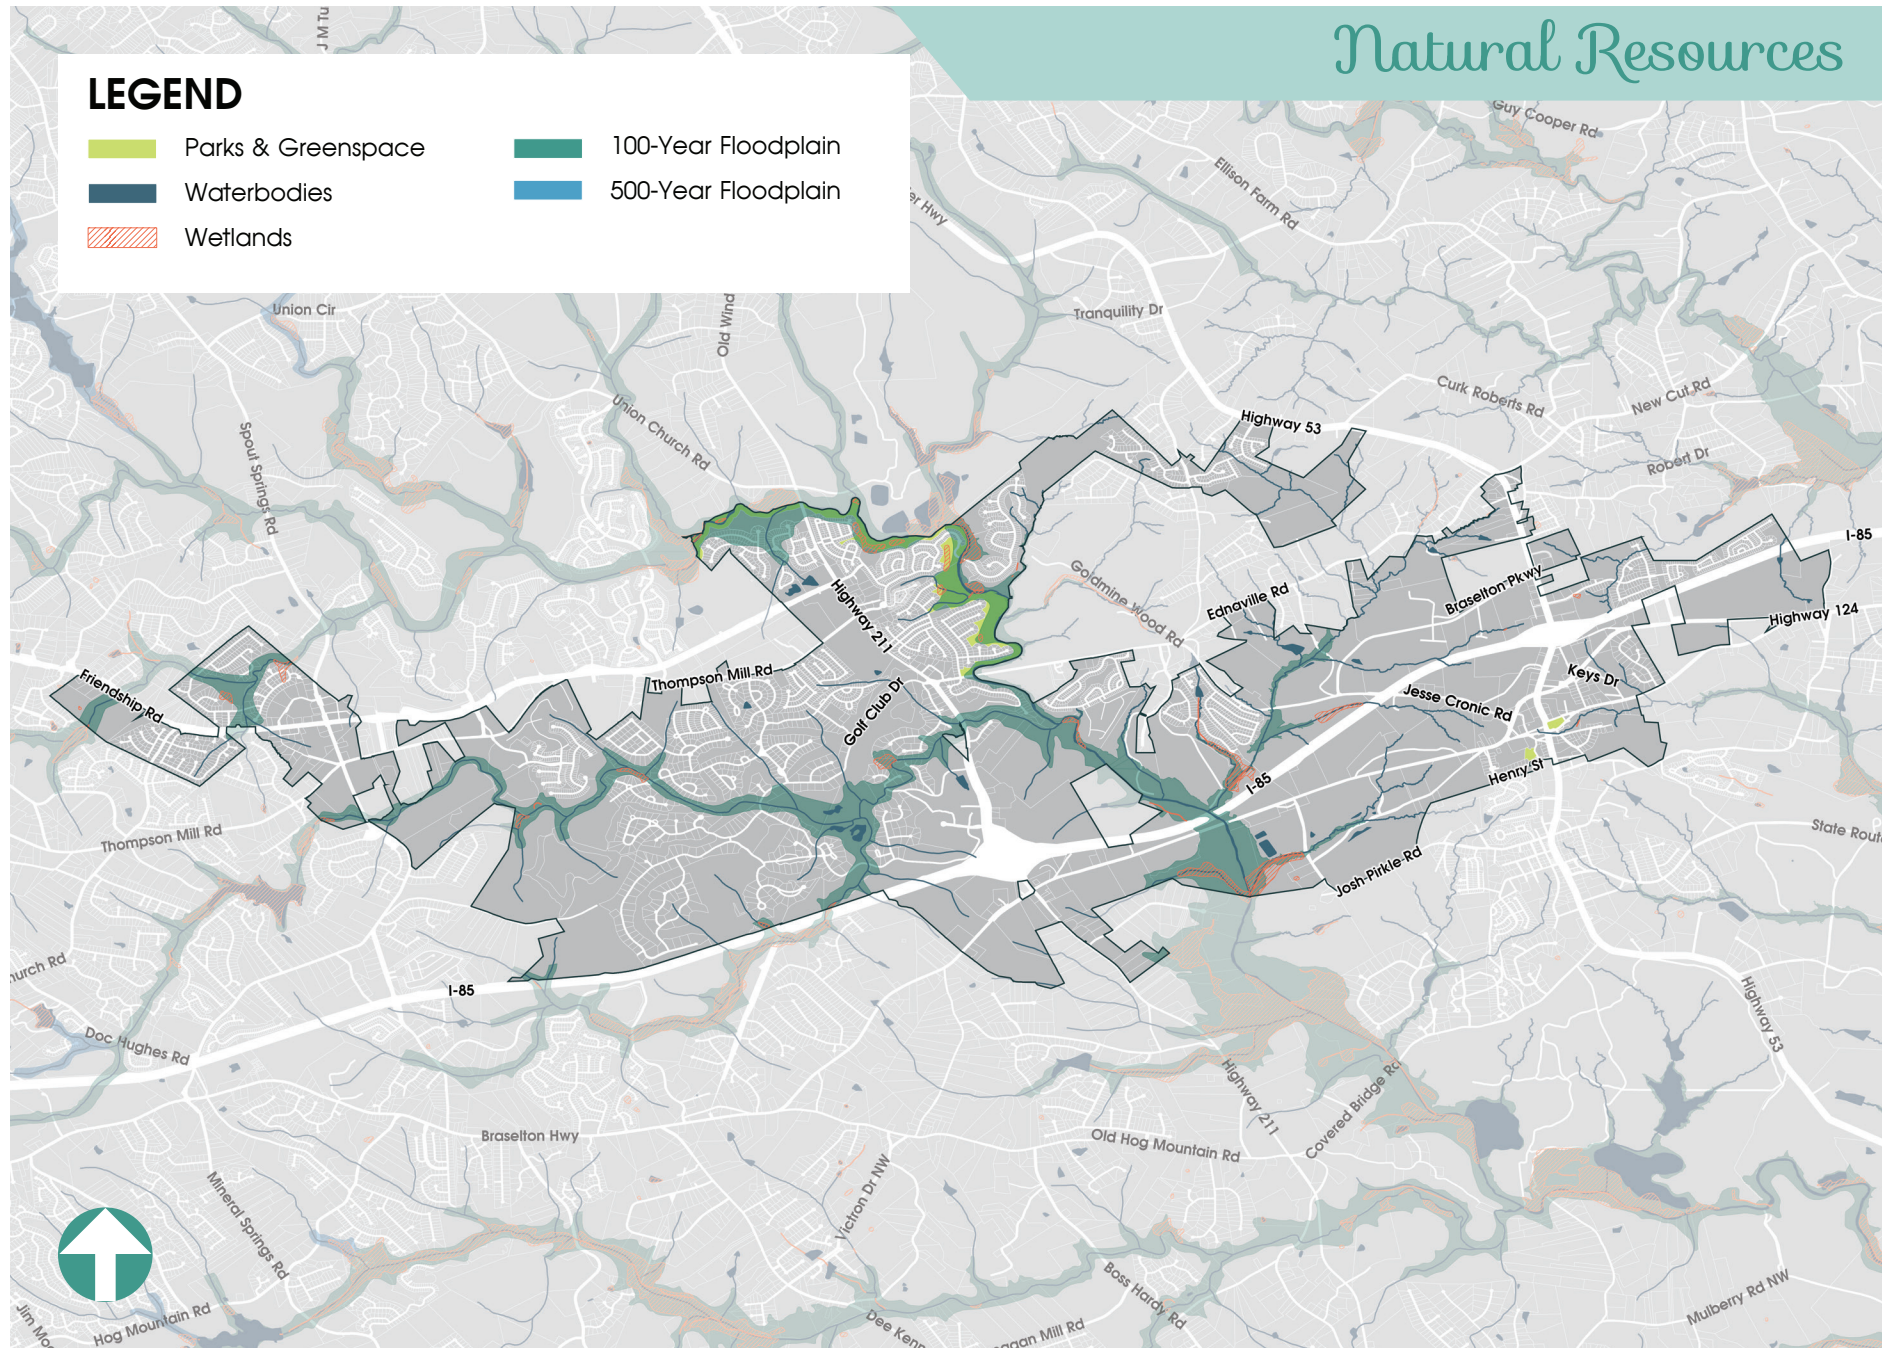 Natural Resources
LEGEND
Parks & Greenspace
Waterbodies
Wetlands
100-Year Floodplain
500-Year Floodplain
Guy Cooper Rd
Ellison Farm Rd
Union Cir
Tranquility Dr
Curk Roberts Rd
New Cut Rd
Union Church Rd
Highway 53
Spout Springs Rd
Robert Dr
I-85
Goldmine Wood Rd
Highway 211
Ednaville Rd
Braselton Pkwy
Highway 124
Friendship Rd
Thompson Mill Rd
Golf Club Dr
Keys Dr
Jesse Cronic Rd
Henry St
I-85
Thompson Mill Rd
Josh Pirkle Rd
I-85
Doc Hughes Rd
Highway 53
Highway 211
Covered Bridge Rd
Braselton Hwy
Old Hog Mountain Rd
Victron Dr NW
Mineral Springs Rd
Boss Hardy Rd
Mulberry Rd NW
Hog Mountain Rd